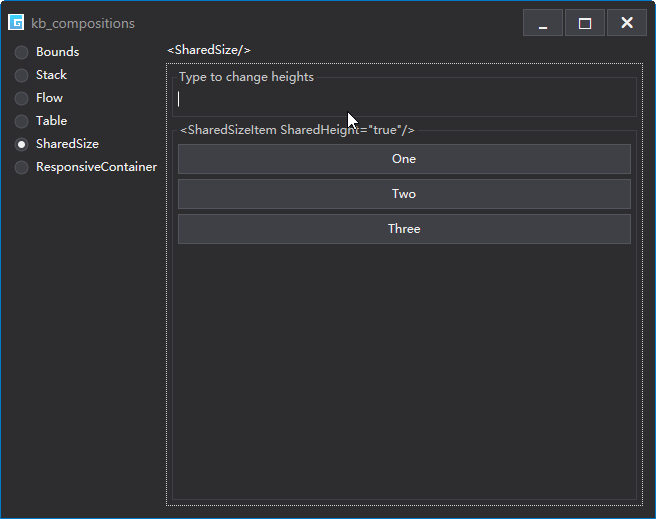 kb_compositions
Bounds
Stack
Flow
Table
SharedSize
ResponsiveContainer
<SharedSize/>
Type to change heights
<SharedSizeItem SharedHeight="true"/>
One
Two
Three